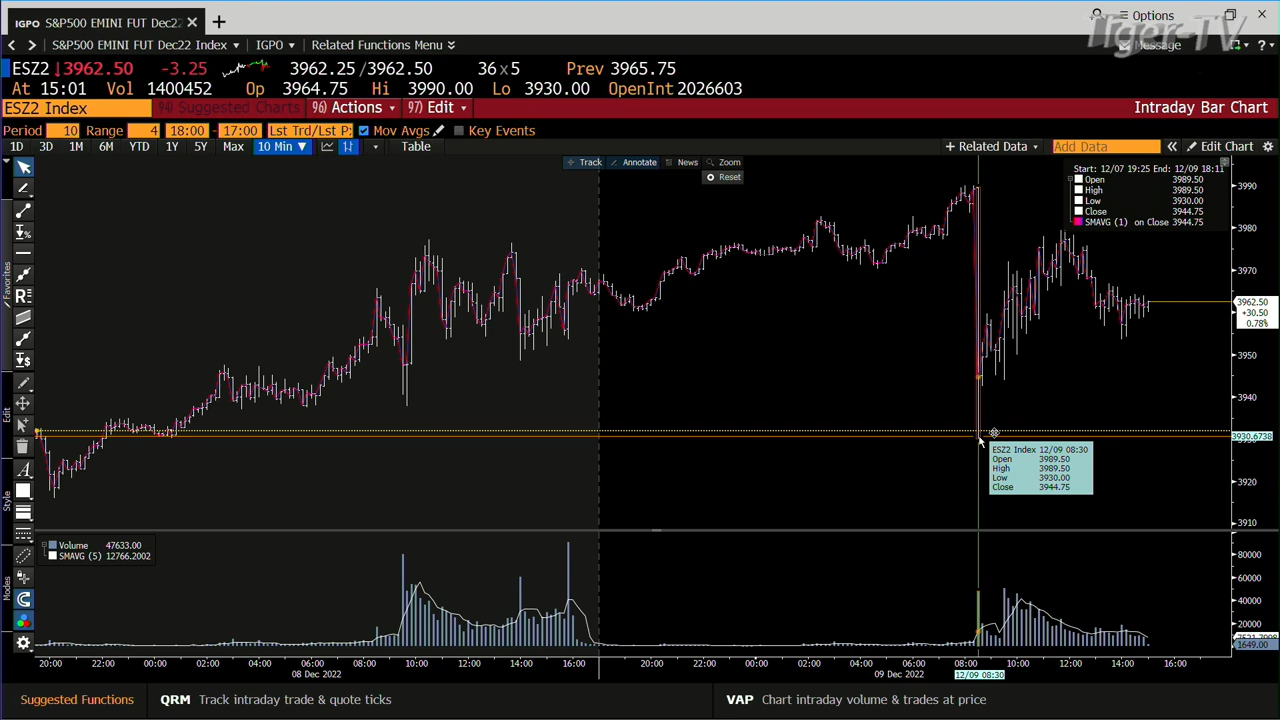 IGPO S&P500 EMINI FUT Dec22 × +
Options
Tiger-TV
S&P500 EMINI FUT Dec22 Index IGPO Related Functions Menu
Message
ESZ2 ↓3962.50 -3.25 3962.25/3962.50 36×5 Prev 3965.75
At 15:01 Vol 1400452 Op 3964.75 Hi 3990.00 Lo 3930.00 OpenInt 2026603
ESZ2 Index 94) Suggested Charts 96) Actions 97) Edit Intraday Bar Chart
Period 10 Range 4 18:00 - 17:00 Lst Trd/Lst P: Mov Avgs Key Events
1D 3D 1M 6M YTD 1Y 5Y Max 10 Min ▼ Table + Related Data Add Data « Edit Chart
Track Annotate News Zoom
Reset
Start: 12/07 19:25 End: 12/09 18:11
Open 3989.50
High 3989.50
Low 3930.00
Close 3944.75
SMAVG (1) on Close 3944.75
3990
3980
3970
3962.50
+30.50
0.78%
3950
3940
3930.6738
3920
3910
Favorites
Edit
Style
Modes
ESZ2 Index 12/09 08:30
Open 3989.50
High 3989.50
Low 3930.00
Close 3944.75
Volume 47633.00
SMAVG (5) 12766.2002
80000
60000
40000
20000
1649.00
20:00 22:00 00:00 02:00 04:00 06:00 08:00 10:00 12:00 14:00 16:00 20:00 22:00 00:00 02:00 04:00 06:00 08:00 10:00 12:00 14:00 16:00
08 Dec 2022 09 Dec 2022 12/09 08:30
Suggested Functions QRM Track intraday trade & quote ticks VAP Chart intraday volume & trades at price